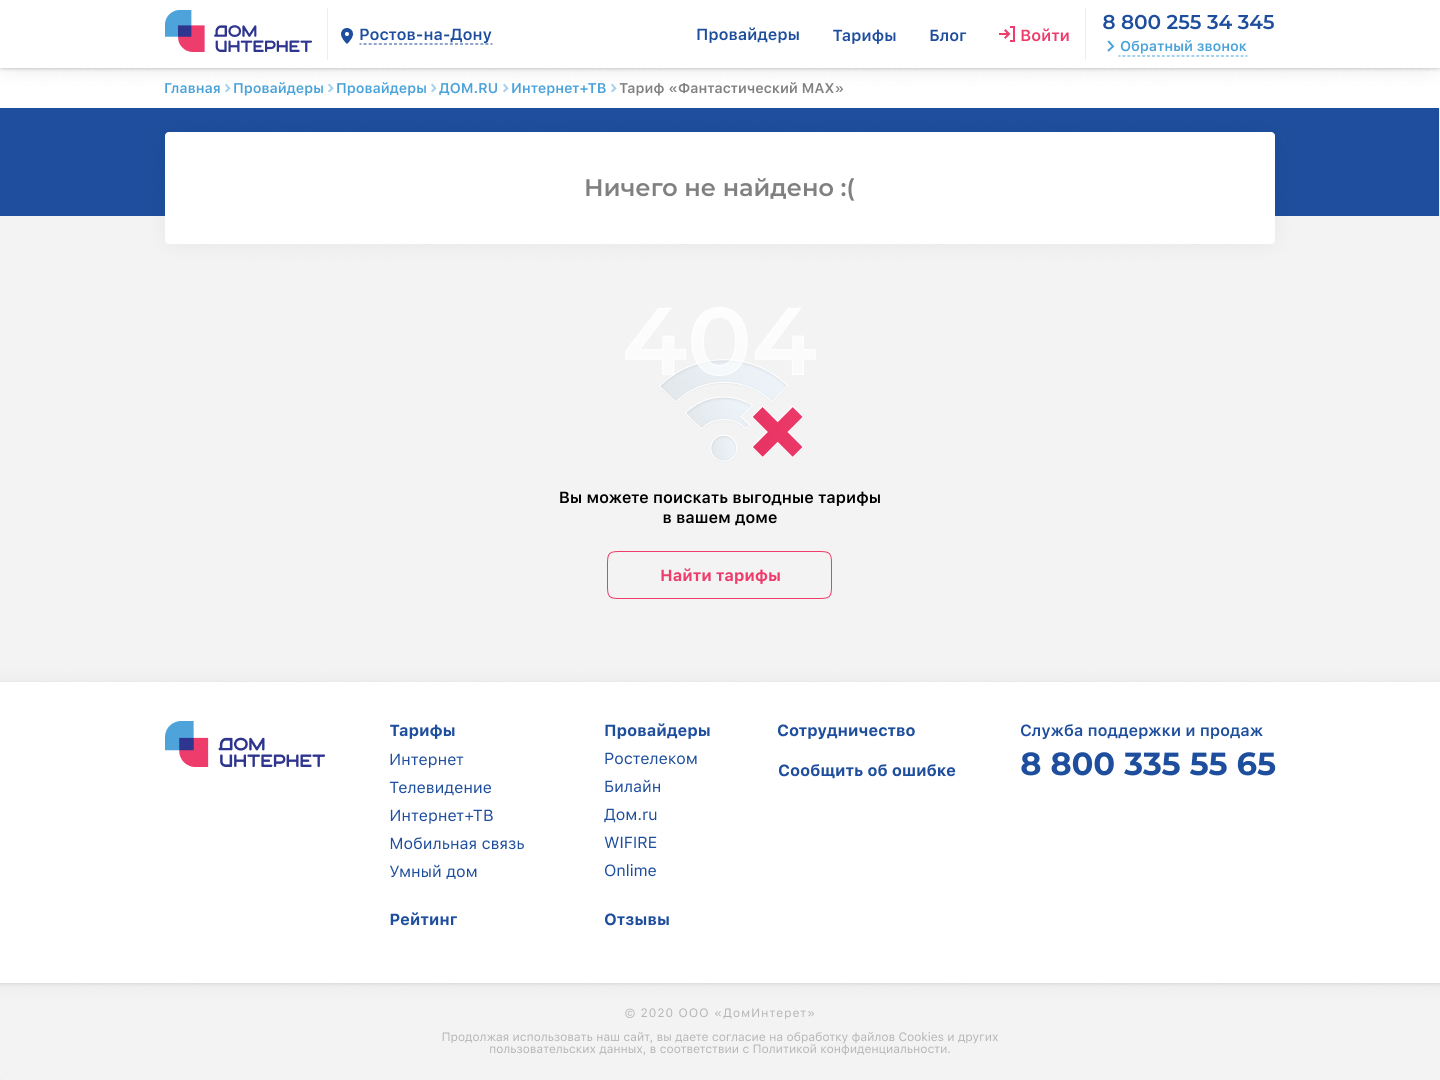 ДОМ
ИНТЕРНЕТ
Ростов-на-Дону
Провайдеры
Тарифы
Блог
Войти
8 800 255 34 345
Обратный звонок
Главная > Провайдеры > Провайдеры > ДОМ.RU > Интернет+ТВ > Тариф «Фантастический MAX»
Ничего не найдено :(
404
Вы можете поискать выгодные тарифы
в вашем доме
Найти тарифы
ДОМ
ИНТЕРНЕТ
Тарифы
Интернет
Телевидение
Интернет+ТВ
Мобильная связь
Умный дом
Рейтинг
Провайдеры
Ростелеком
Билайн
Дом.ru
WIFIRE
Onlime
Отзывы
Сотрудничество
Сообщить об ошибке
Служба поддержки и продаж
8 800 335 55 65
© 2020 ООО «ДомИнтерет»
Продолжая использовать наш сайт, вы даете согласие на обработку файлов Cookies и других
пользовательских данных, в соответствии с Политикой конфиденциальности.